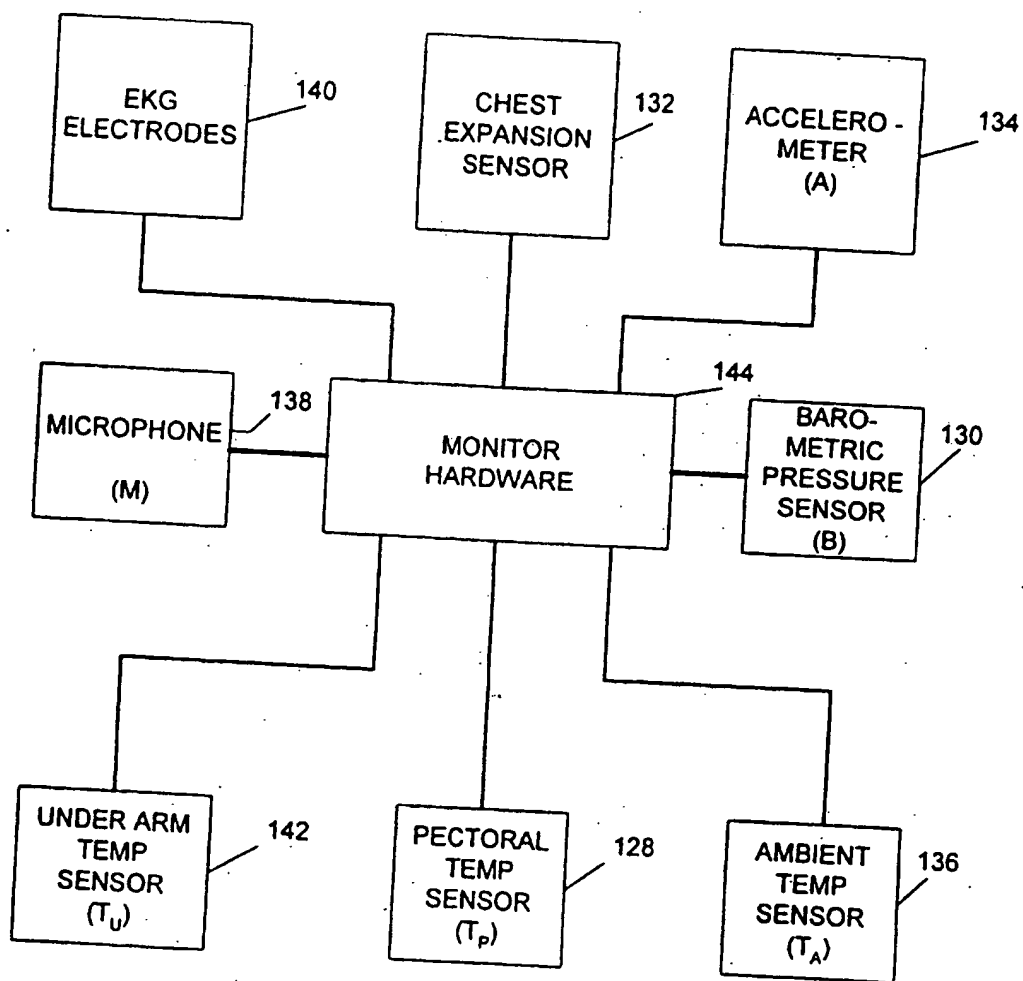 EKG
ELECTRODES
140
CHEST
EXPANSION
SENSOR
132
ACCELERO -
METER
(A)
134
MICROPHONE
(M)
138
MONITOR
HARDWARE
144
BARO-
METRIC
PRESSURE
SENSOR
(B)
130
UNDER ARM
TEMP
SENSOR
(TU)
142
PECTORAL
TEMP
SENSOR
(TP)
128
AMBIENT
TEMP
SENSOR
(TA)
136